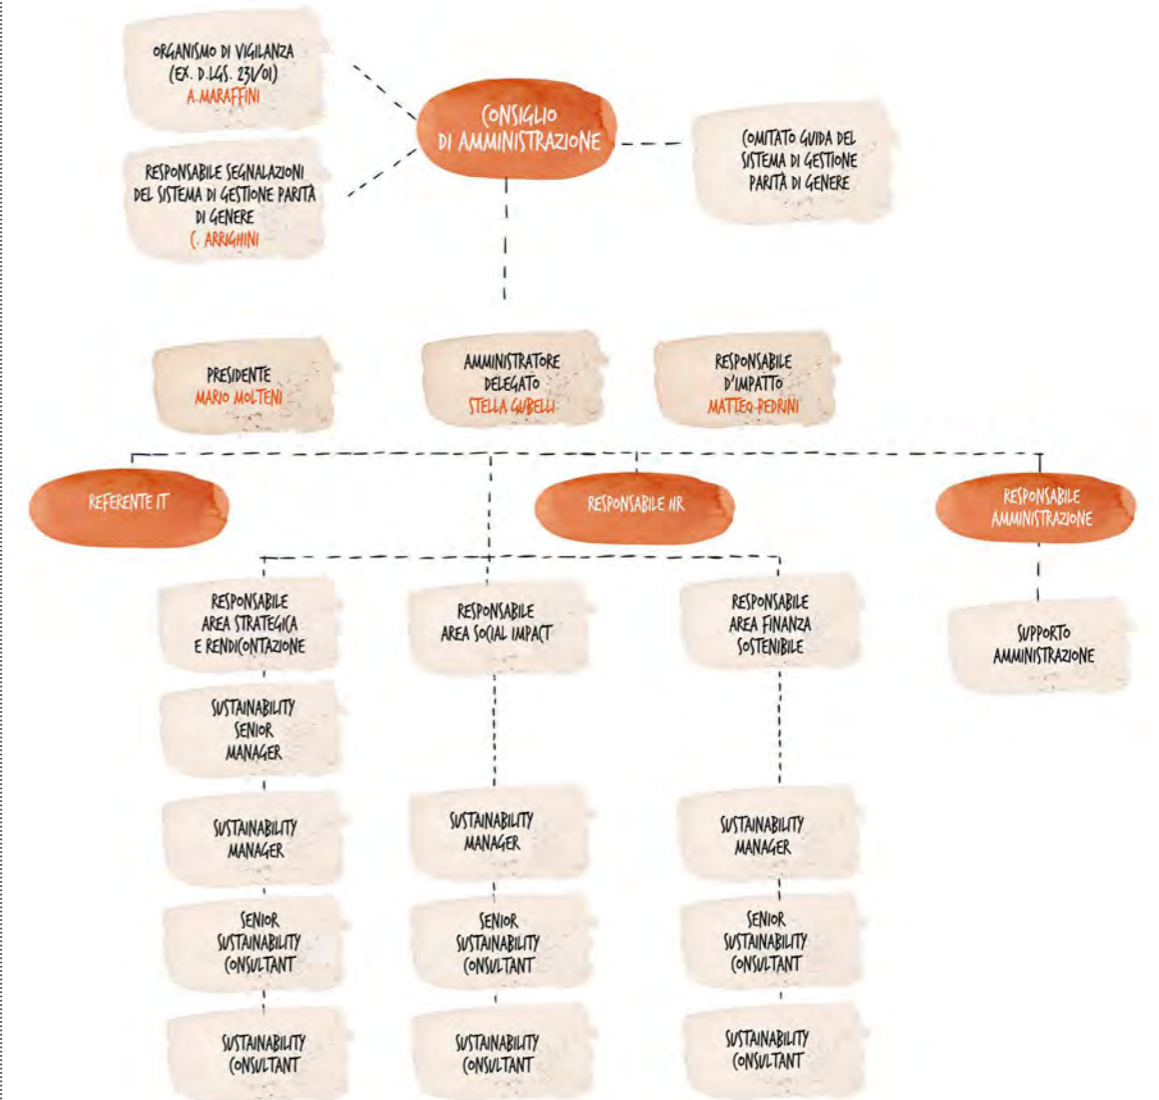 ORGANISMO DI VIGILANZA
(EX. D.LGS. 231/01)
A.MARAFFINI
CONSIGLIO
DI AMMINISTRAZIONE
COMITATO GUIDA DEL
SISTEMA DI GESTIONE
PARITÀ DI GENERE
RESPONSABILE SEGNALAZIONI
DEL SISTEMA DI GESTIONE PARITÀ
DI GENERE
C. ARRIGHINI
PRESIDENTE
MARIO MOLTENI
AMMINISTRATORE
DELEGATO
STELLA GUBELLI
RESPONSABILE
D'IMPATTO
MATTEO PEDRINI
REFERENTE IT
RESPONSABILE HR
RESPONSABILE
AMMINISTRAZIONE
RESPONSABILE
AREA STRATEGICA
E RENDICONTAZIONE
RESPONSABILE
AREA SOCIAL IMPACT
RESPONSABILE
AREA FINANZA
SOSTENIBILE
SUPPORTO
AMMINISTRAZIONE
SUSTAINABILITY
SENIOR
MANAGER
SUSTAINABILITY
MANAGER
SUSTAINABILITY
MANAGER
SUSTAINABILITY
MANAGER
SENIOR
SUSTAINABILITY
CONSULTANT
SENIOR
SUSTAINABILITY
CONSULTANT
SENIOR
SUSTAINABILITY
CONSULTANT
SUSTAINABILITY
CONSULTANT
SUSTAINABILITY
CONSULTANT
SUSTAINABILITY
CONSULTANT